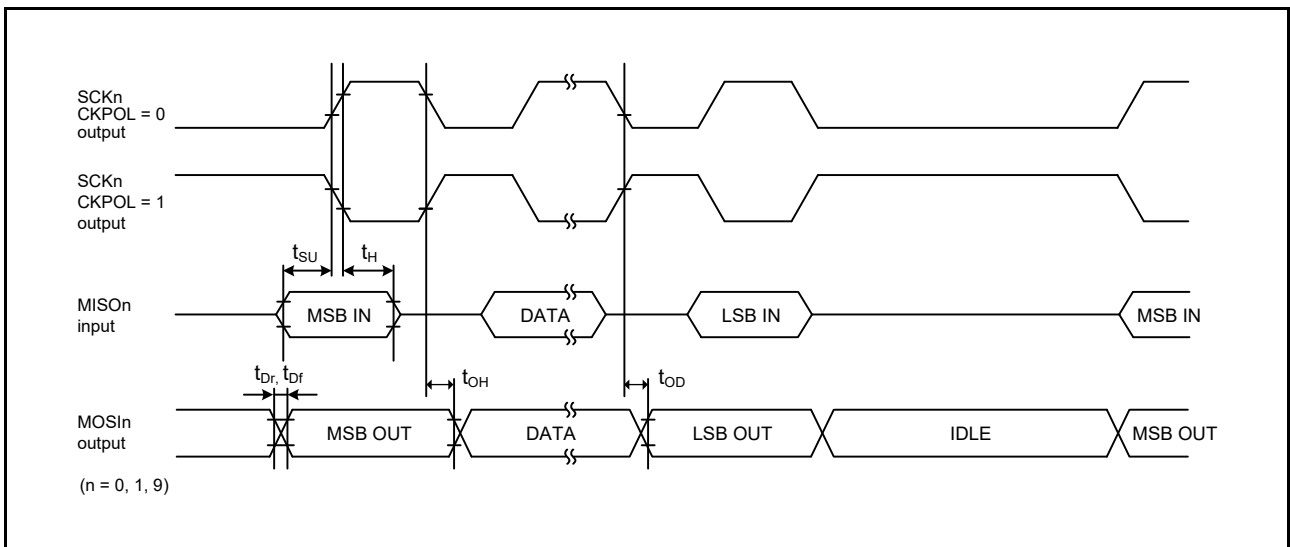 SCKn
CKPOL = 0
output
SCKn
CKPOL = 1
output
tSU
tH
MISOn
input
MSB IN
DATA
LSB IN
MSB IN
tDr, tDf
tOH
tOD
MOSIn
output
MSB OUT
DATA
LSB OUT
IDLE
MSB OUT
(n = 0, 1, 9)